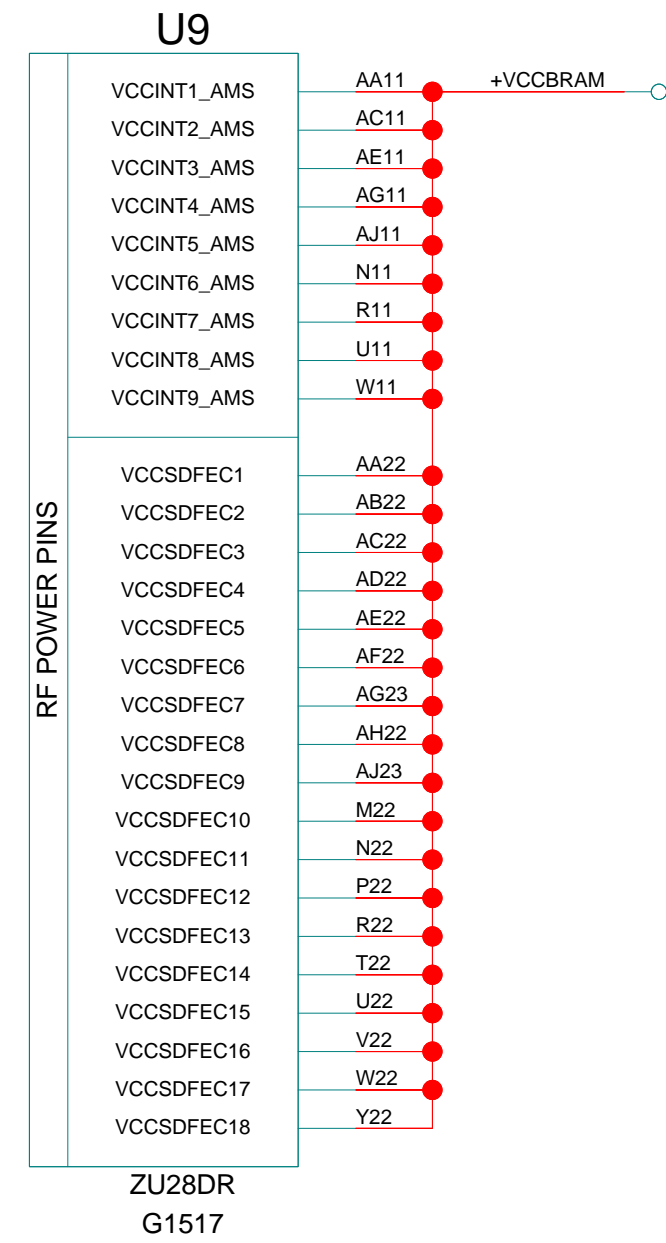 U9
VCCINT1_AMS AA11 +VCCBRAM
VCCINT2_AMS AC11
VCCINT3_AMS AE11
VCCINT4_AMS AG11
VCCINT5_AMS AJ11
VCCINT6_AMS N11
VCCINT7_AMS R11
VCCINT8_AMS U11
VCCINT9_AMS W11
VCCSDFEC1 AA22
VCCSDFEC2 AB22
VCCSDFEC3 AC22
VCCSDFEC4 AD22
VCCSDFEC5 AE22
VCCSDFEC6 AF22
VCCSDFEC7 AG23
VCCSDFEC8 AH22
VCCSDFEC9 AJ23
VCCSDFEC10 M22
VCCSDFEC11 N22
VCCSDFEC12 P22
VCCSDFEC13 R22
VCCSDFEC14 T22
VCCSDFEC15 U22
VCCSDFEC16 V22
VCCSDFEC17 W22
VCCSDFEC18 Y22
RF POWER PINS
ZU28DR
G1517